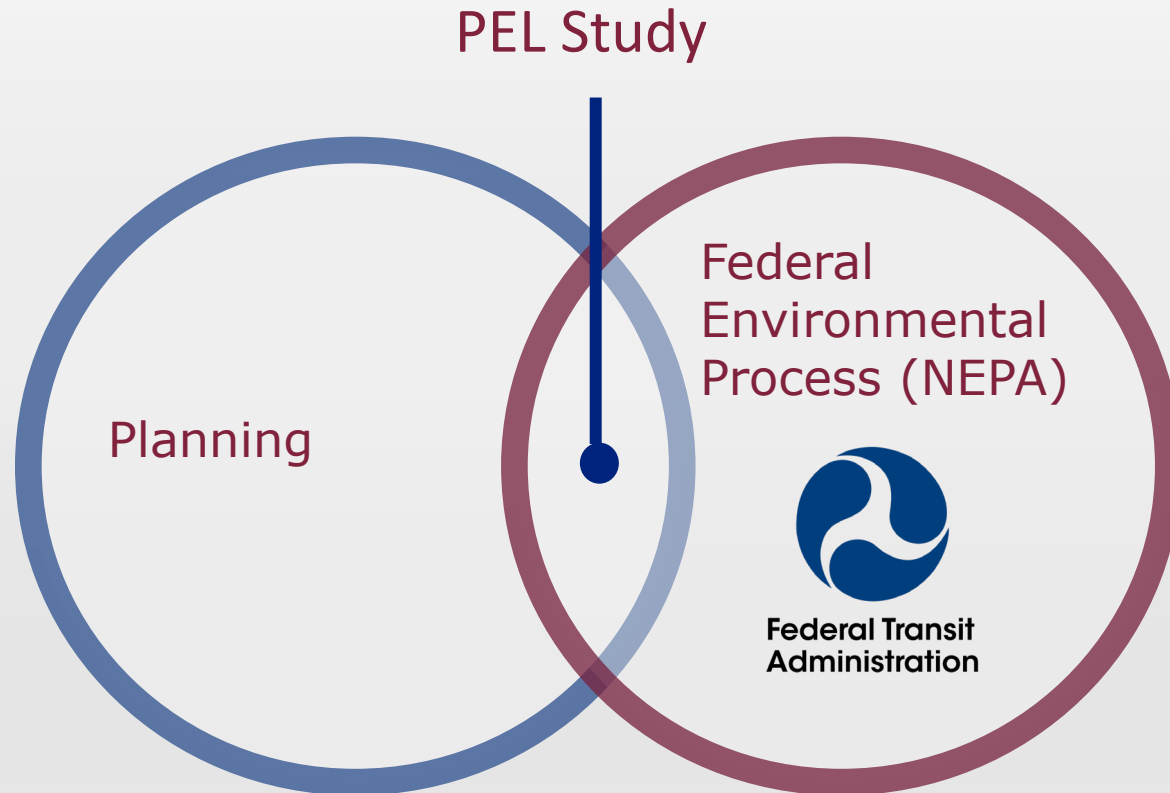 PEL Study
Planning
Federal
Environmental
Process (NEPA)
Federal Transit
Administration